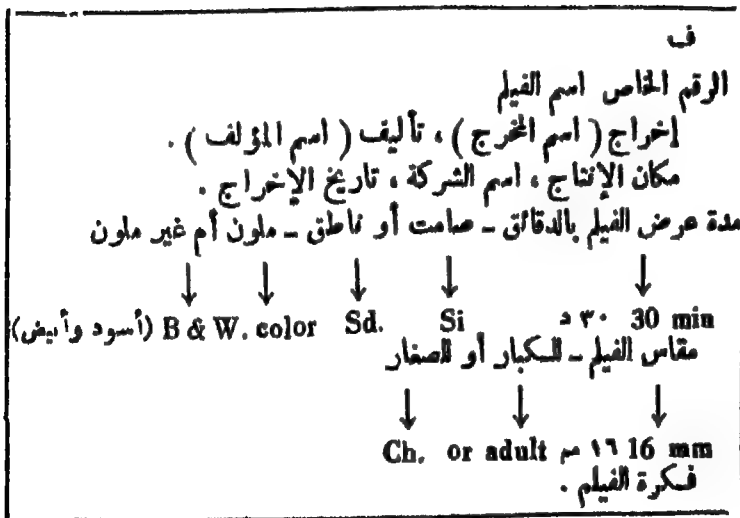 ف
الرقم الخاص اسم الفيلم
إخراج ( اسم المخرج ) ، تأليف ( اسم المؤلف ) .
مكان الإنتاج ، اسم الشركة ، تاريخ الإخراج .
مدة عرض الفيلم بالدقائق – صامت أو ناطق – ملون أم غير ملون
↓ ↓ ↓ ↓ ↓
30 min ٣٠ د Si Sd. B & W. color (أسود وأبيض)
مقاس الفيلم – للكبار أو للصغار
↓ ↓ ↓
16 mm ١٦ مم Ch. or adult
فكرة الفيلم .